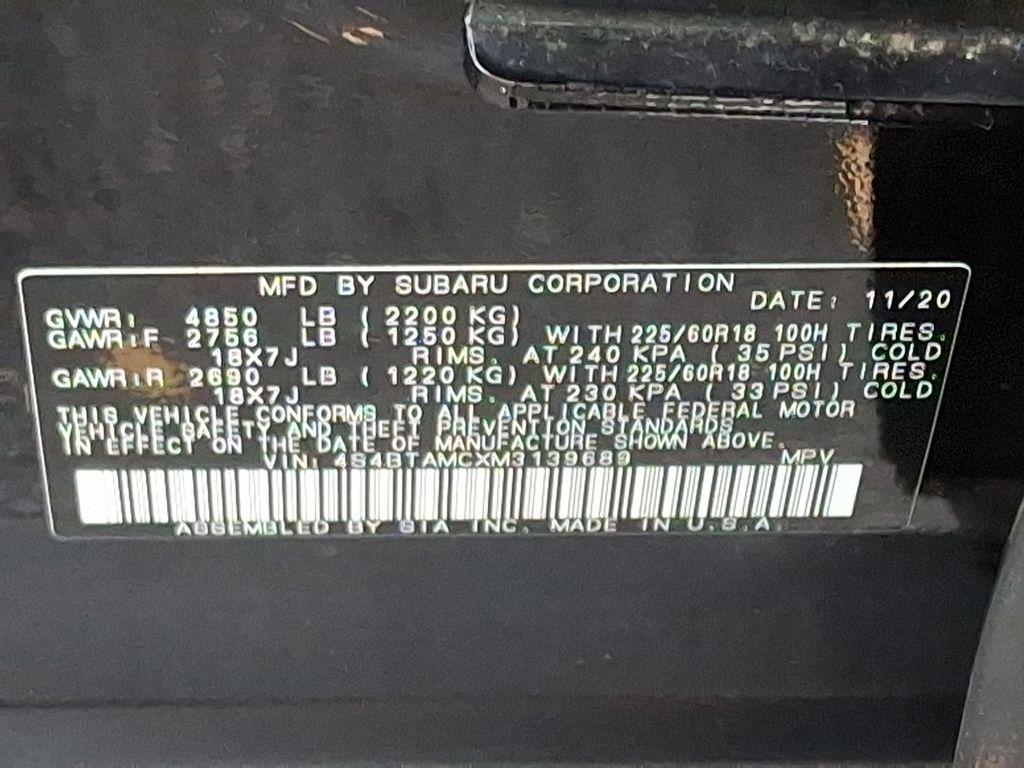 MFD BY SUBARU CORPORATION
DATE: 11/20
GVWR: 4850 LB ( 2200 KG)
GAWR:F 2756 LB ( 1250 KG) WITH 225/60R18 100H TIRES.
18X7J RIMS. AT 240 KPA ( 35 PSI) COLD
GAWR:R 2690 LB ( 1220 KG) WITH 225/60R18 100H TIRES.
18X7J RIMS. AT 230 KPA ( 33 PSI) COLD
THIS VEHICLE CONFORMS TO ALL APPLICABLE FEDERAL MOTOR
VEHICLE SAFETY AND THEFT PREVENTION STANDARDS
IN EFFECT ON THE DATE OF MANUFACTURE SHOWN ABOVE.
VIN: 4S4BTAMCXM3139689 MPV
ASSEMBLED BY SIA INC. MADE IN U.S.A.